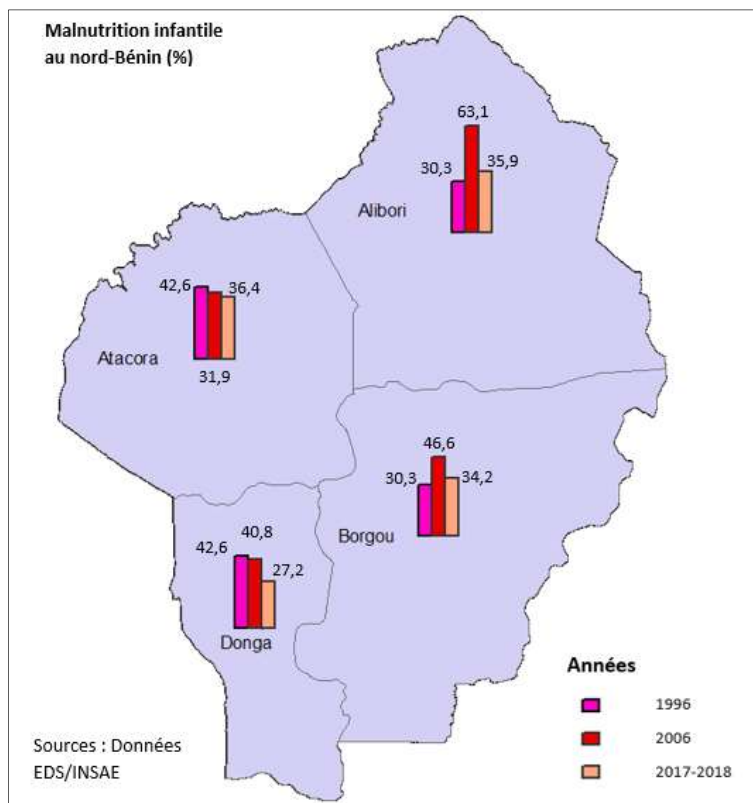 Malnutrition infantile
au nord-Bénin (%)
63,1
30,3
35,9
Alibori
42,6
36,4
Atacora
31,9
46,6
30,3
34,2
Borgou
40,8
42,6
27,2
Donga
Années
1996
2006
2017-2018
Sources : Données
EDS/INSAE